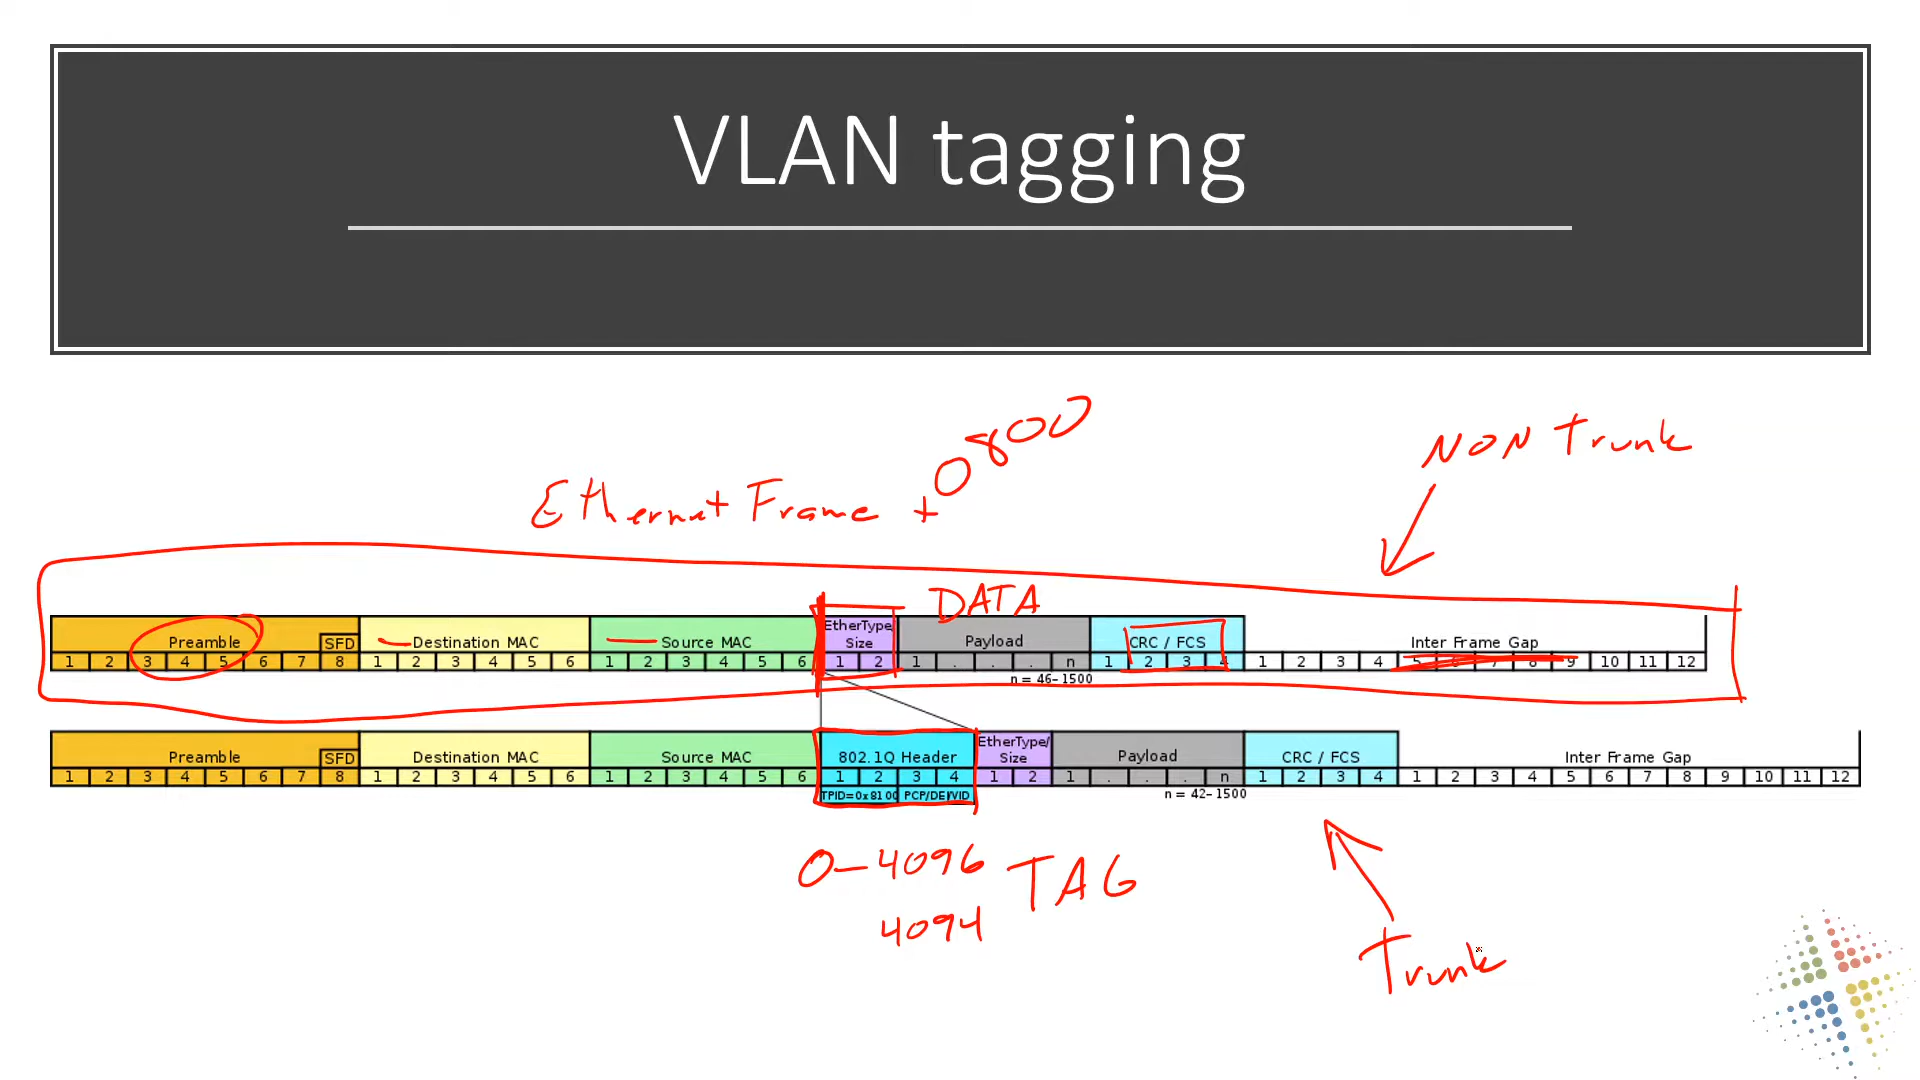 VLAN tagging
0800
Ethernet Frame +
NON Trunk
DATA
Preamble SFD Destination MAC Source MAC EtherType/ Size Payload CRC / FCS Inter Frame Gap
1 2 3 4 5 6 7 8 1 2 3 4 5 6 1 2 3 4 5 6 1 2 1 . . . n 1 2 3 4 1 2 3 4 5 6 7 8 9 10 11 12
n = 46-1500
Preamble SFD Destination MAC Source MAC 802.1Q Header EtherType/ Size Payload CRC / FCS Inter Frame Gap
1 2 3 4 5 6 7 8 1 2 3 4 5 6 1 2 3 4 5 6 1 2 3 4 1 2 1 . . . n 1 2 3 4 1 2 3 4 5 6 7 8 9 10 11 12
TPID=0x8100 PCP/DEI/VID
n = 42-1500
0-4096 TAG
4094
Trunk